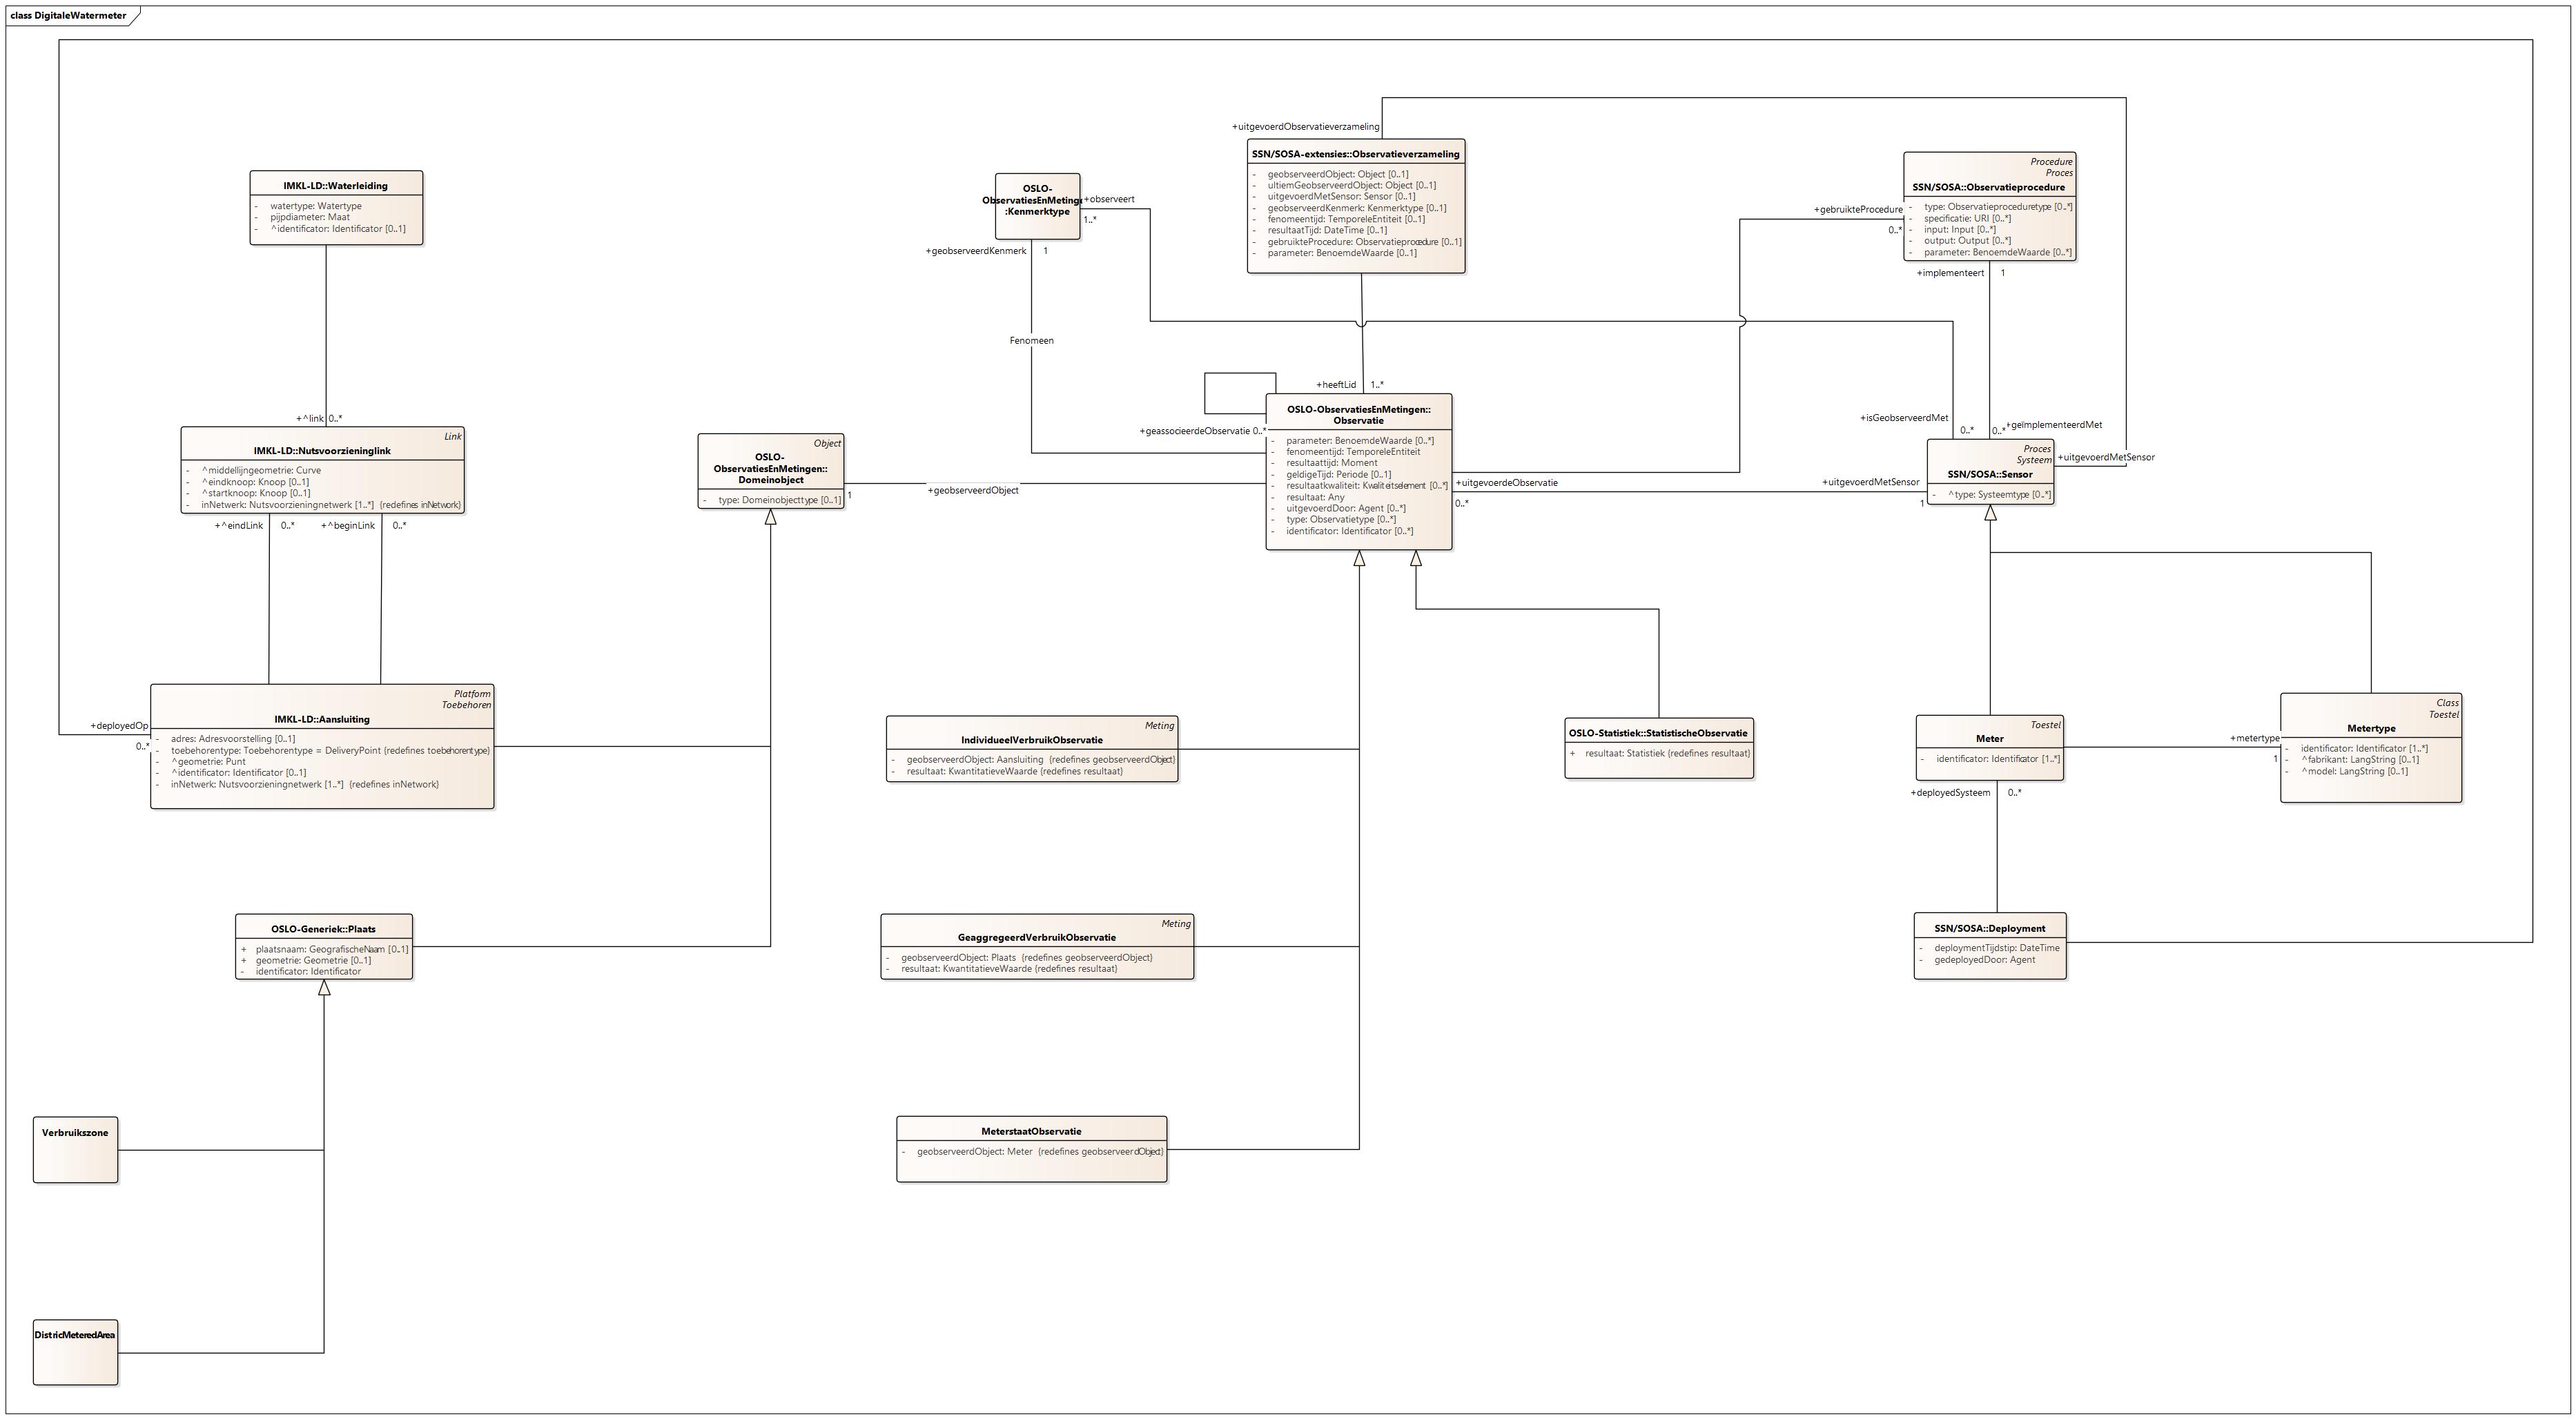 class DigitaleWatermeter
+uitgevoerdObservatieverzameling
SSN/SOSA-extensies::Observatieverzameling
- geobserveerdObject: Object [0..1]
- ultiemGeobserveerdObject: Object [0..1]
- uitgevoerdMetSensor: Sensor [0..1]
- geobserveerdKenmerk: Kenmerktype [0..1]
- fenomeentijd: TemporeleEntiteit [0..1]
- resultaatTijd: DateTime [0..1]
- gebruikteProcedure: Observatieprocedure [0..1]
- parameter: BenoemdeWaarde [0..1]
Procedure
Proces
SSN/SOSA::Observatieprocedure
- type: Observatieproceduretype [0..*]
- specificatie: URI [0..*]
- input: Input [0..*]
- output: Output [0..*]
- parameter: BenoemdeWaarde [0..*]
+gebruikteProcedure
0..*
+implementeert 1
IMKL-LD::Waterleiding
- watertype: Watertype
- pijpdiameter: Maat
- ^identificator: Identificator [0..1]
OSLO-
ObservatiesEnMeting
:Kenmerktype
+observeert
1..*
+geobserveerdKenmerk 1
Fenomeen
+heeftLid 1..*
+geassocieerdeObservatie 0..*
OSLO-ObservatiesEnMetingen::
Observatie
- parameter: BenoemdeWaarde [0..*]
- fenomeentijd: TemporeleEntiteit
- resultaattijd: Moment
- geldigeTijd: Periode [0..1]
- resultaatkwaliteit: Kwaliteitselement [0..*]
- resultaat: Any
- uitgevoerdDoor: Agent [0..*]
- type: Observatietype [0..*]
- identificator: Identificator [0..*]
+uitgevoerdeObservatie
0..*
+uitgevoerdMetSensor
1
+isGeobserveerdMet
0..*
0..* +geïmplementeerdMet
+uitgevoerdMetSensor
Proces
Systeem
SSN/SOSA::Sensor
- ^type: Systeemtype [0..*]
+^link 0..*
Link
IMKL-LD::Nutsvoorzieninglink
- ^middellijngeometrie: Curve
- ^eindknoop: Knoop [0..1]
- ^startknoop: Knoop [0..1]
- inNetwerk: Nutsvoorzieningnetwerk [1..*] {redefines inNetwork}
+^eindLink 0..* +^beginLink 0..*
Object
OSLO-
ObservatiesEnMetingen::
Domeinobject
- type: Domeinobjecttype [0..1]
1
+geobserveerdObject
Platform
Toebehoren
IMKL-LD::Aansluiting
- adres: Adresvoorstelling [0..1]
- toebehorentype: Toebehorentype = DeliveryPoint {redefines toebehorentype}
- ^geometrie: Punt
- ^identificator: Identificator [0..1]
- inNetwerk: Nutsvoorzieningnetwerk [1..*] {redefines inNetwork}
+deployedOp
0..*
Meting
IndividueelVerbruikObservatie
- geobserveerdObject: Aansluiting {redefines geobserveerdObject}
- resultaat: KwantitatieveWaarde {redefines resultaat}
OSLO-Statistiek::StatistischeObservatie
+ resultaat: Statistiek {redefines resultaat}
Toestel
Meter
- identificator: Identificator [1..*]
+metertype
1
Class
Toestel
Metertype
- identificator: Identificator [1..*]
- ^fabrikant: LangString [0..1]
- ^model: LangString [0..1]
+deployedSysteem 0..*
OSLO-Generiek::Plaats
+ plaatsnaam: GeografischeNaam [0..1]
+ geometrie: Geometrie [0..1]
- identificator: Identificator
Meting
GeaggregeerdVerbruikObservatie
- geobserveerdObject: Plaats {redefines geobserveerdObject}
- resultaat: KwantitatieveWaarde {redefines resultaat}
SSN/SOSA::Deployment
- deploymentTijdstip: DateTime
- gedeployedDoor: Agent
Verbruikszone
MeterstaatObservatie
- geobserveerdObject: Meter {redefines geobserveerdObject}
DistricMeteredArea